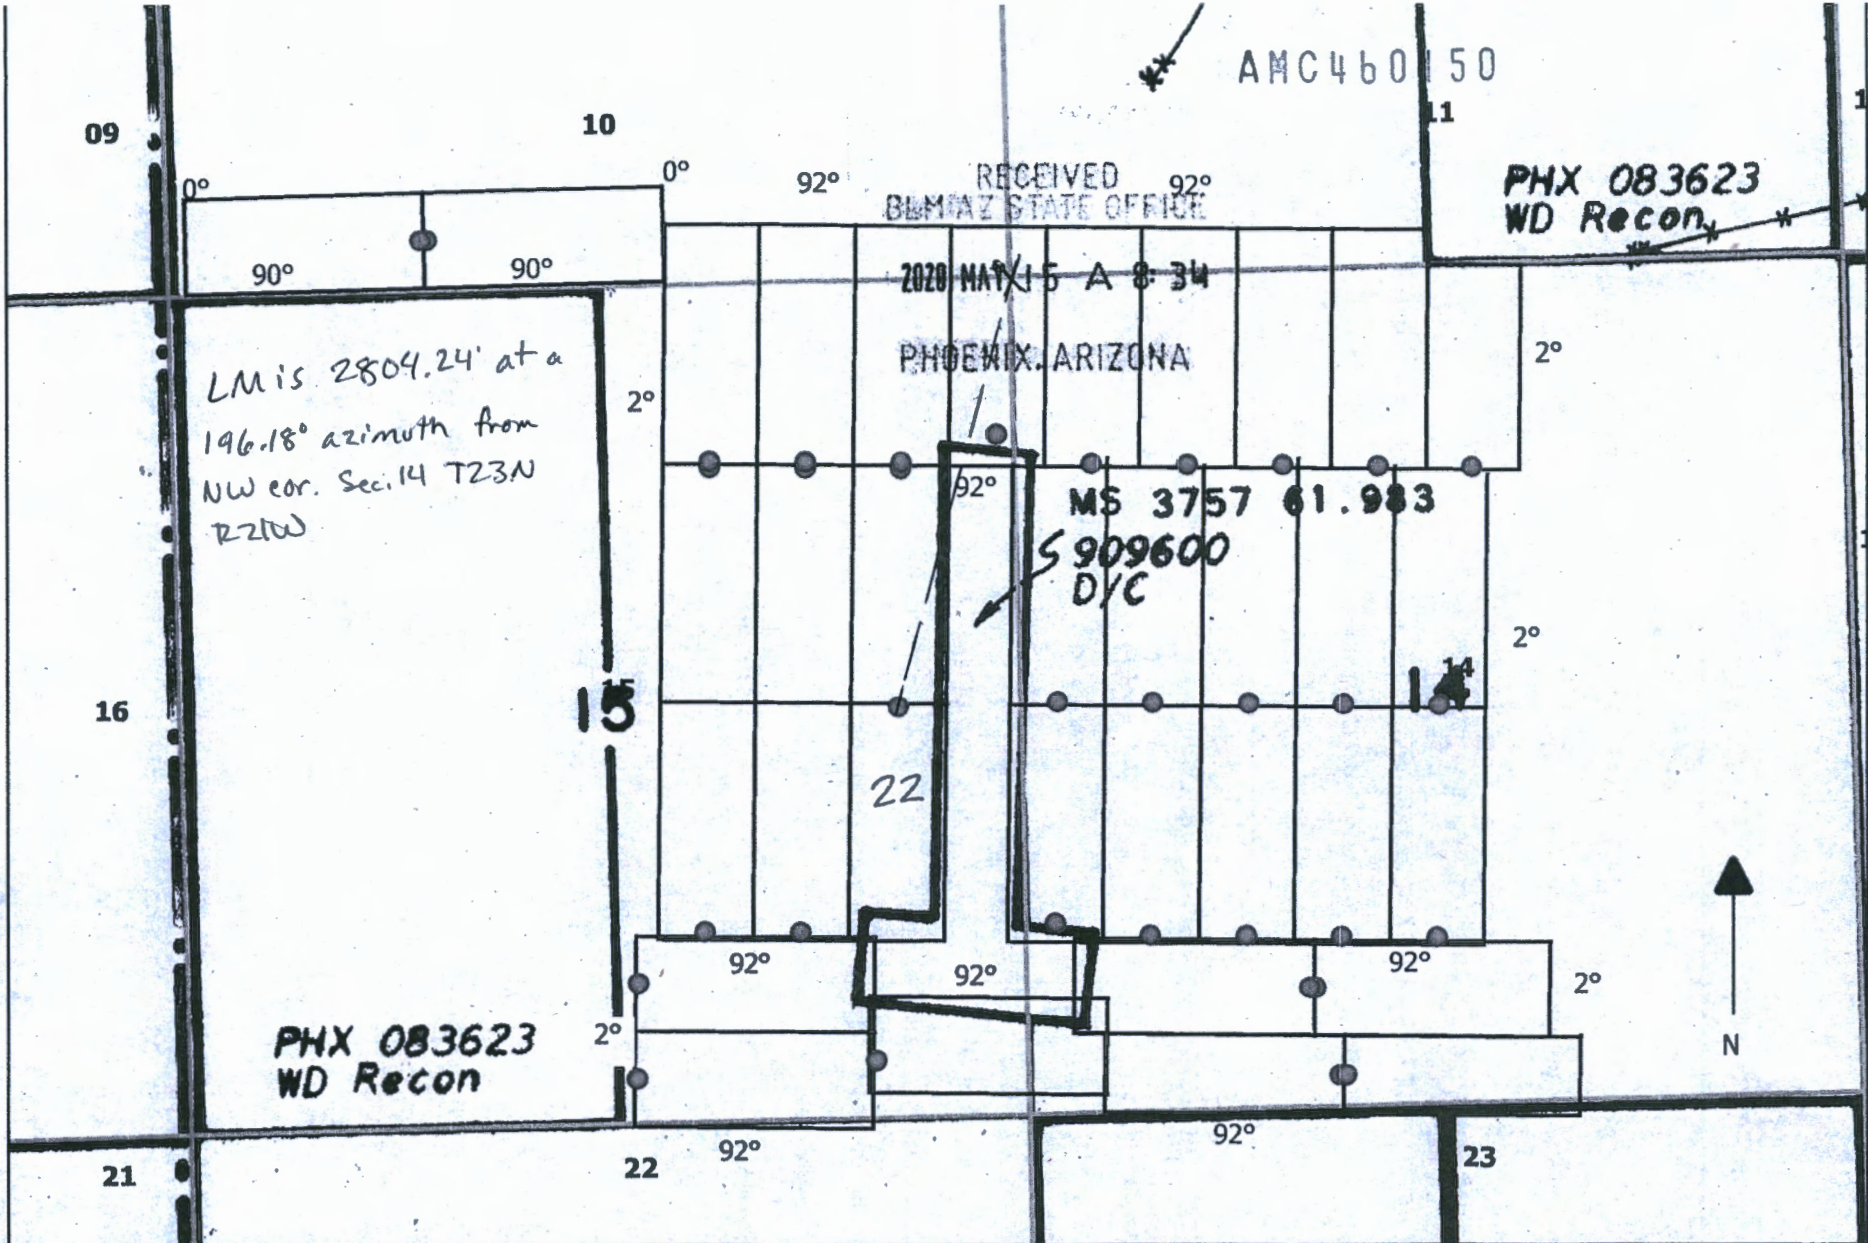 AMC460150
09
10
11
RECEIVED
BLM AZ STATE OFFICE
0°
0°
92°
92°
PHX 083623
WD Recon
90°
90°
2020 MAY 15 A 8: 34
PHOENIX. ARIZONA
LM is 2804.24' at a
196.18° azimuth from
NW cor. Sec. 14 T23N
R21W
2°
2°
92°
MS 3757 61.983
S 909600
D/C
2°
16
15
14
14
22
92°
92°
92°
2°
PHX 083623
WD Recon
2°
N
92°
92°
21
22
23